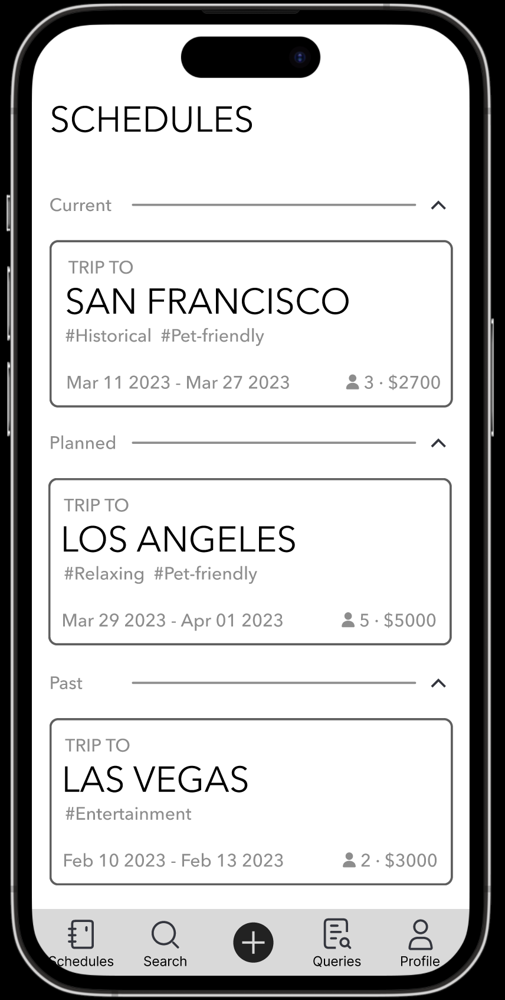 SCHEDULES
Current
TRIP TO
SAN FRANCISCO
#Historical #Pet-friendly
Mar 11 2023 - Mar 27 2023 3 · $2700
Planned
TRIP TO
LOS ANGELES
#Relaxing #Pet-friendly
Mar 29 2023 - Apr 01 2023 5 · $5000
Past
TRIP TO
LAS VEGAS
#Entertainment
Feb 10 2023 - Feb 13 2023 2 · $3000
Schedules Search Queries Profile